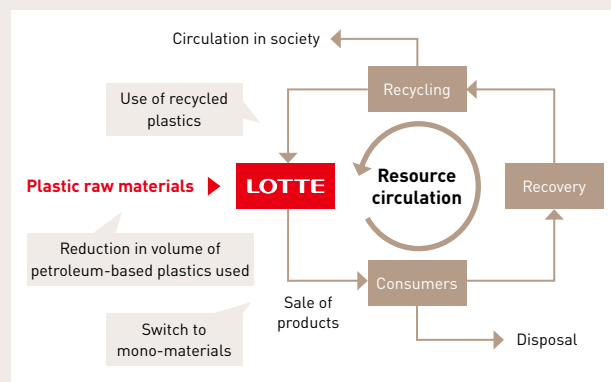 Circulation in society
Recycling
Use of recycled
plastics
Plastic raw materials
LOTTE
Resource
circulation
Recovery
Reduction in volume of
petroleum-based plastics used
Consumers
Sale of
products
Switch to
mono-materials
Disposal